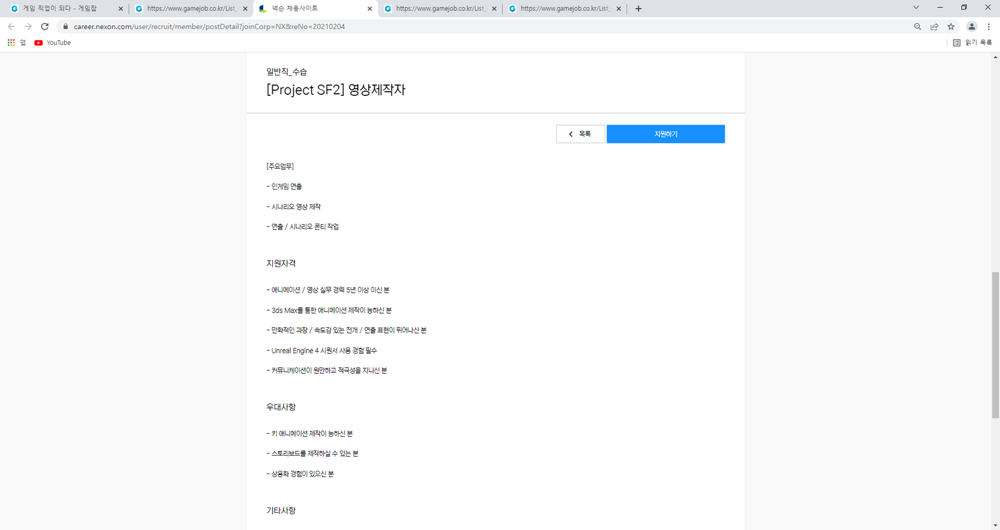 게임 직업이 되다 - 게임잡
https://www.gamejob.co.kr/List_
넥슨 채용사이트
https://www.gamejob.co.kr/List_
https://www.gamejob.co.kr/List_
career.nexon.com/user/recruit/member/postDetail?joinCorp=NX&reNo=20210204
앱
YouTube
읽기 목록
일반직_수습
[Project SF2] 영상제작자
목록
지원하기
[주요업무]
- 인게임 연출
- 시나리오 영상 제작
- 연출 / 시나리오 콘티 작업
지원자격
- 애니메이션 / 영상 실무 경력 5년 이상 이신 분
- 3ds Max를 통한 애니메이션 제작이 능하신 분
- 만화적인 과장 / 속도감 있는 전개 / 연출 표현이 뛰어나신 분
- Unreal Engine 4 시퀀서 사용 경험 필수
- 커뮤니케이션이 원만하고 적극성을 지니신 분
우대사항
- 키 애니메이션 제작이 능하신 분
- 스토리보드를 제작하실 수 있는 분
- 상용화 경험이 있으신 분
기타사항